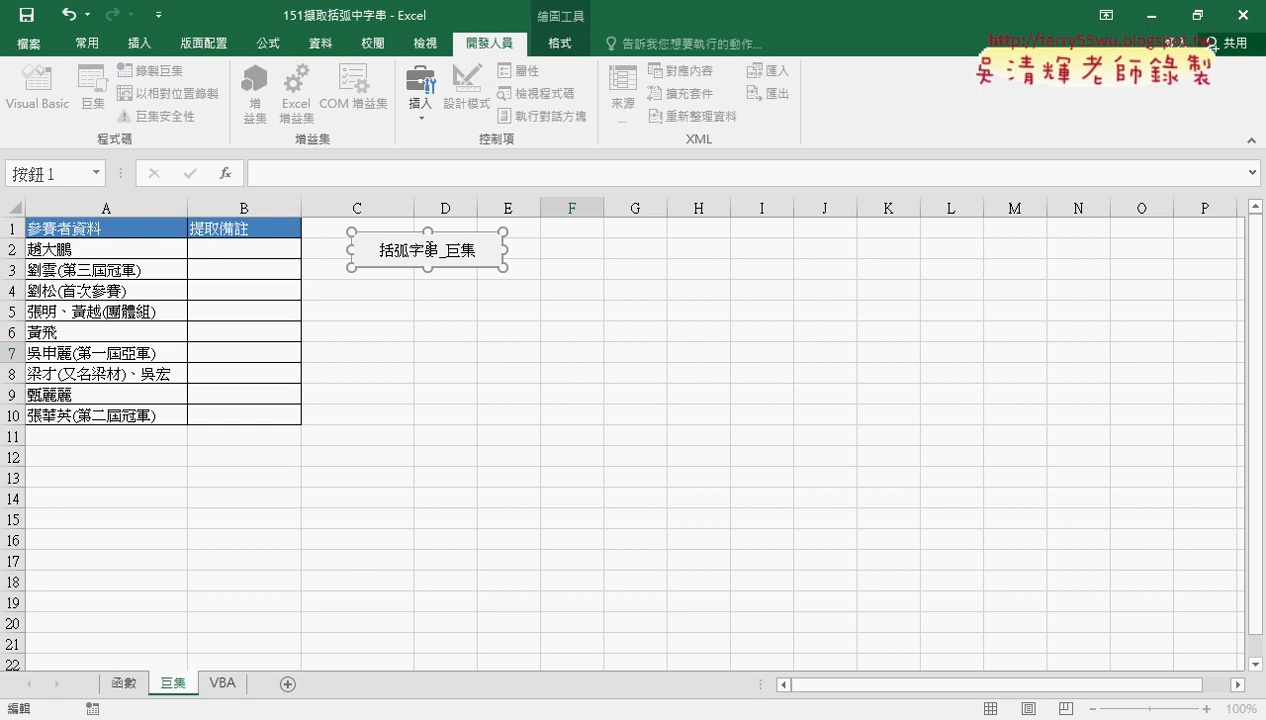 151擷取括弧中字串 - Excel
繪圖工具
檔案 常用 插入 版面配置 公式 資料 校閱 檢視 開發人員 格式 告訴我您想要執行的動作... 共用
http://terry55wu.blogspot.tw
吳清輝老師錄製
Visual Basic 巨集 錄製巨集 以相對位置錄製 巨集安全性
增益集 Excel 增益集 COM 增益集
插入 設計模式 屬性 檢視程式碼 執行對話方塊
來源... 對應內容 擴充套件 重新整理資料 匯入 匯出
程式碼 增益集 控制項 XML
按鈕 1 fx
A B C D E F G H I J K L M N O P
1 參賽者資料 提取備註
2 趙大鵬
括弧字串_巨集
3 劉雲(第三屆冠軍)
4 劉松(首次參賽)
5 張明、黃越(團體組)
6 黃飛
7 吳申麗(第一屆亞軍)
8 梁才(又名梁材)、吳宏
9 甄麗麗
10 張華英(第二屆冠軍)
11
12
13
14
15
16
17
18
19
20
21
22
函數 巨集 VBA
編輯 100%